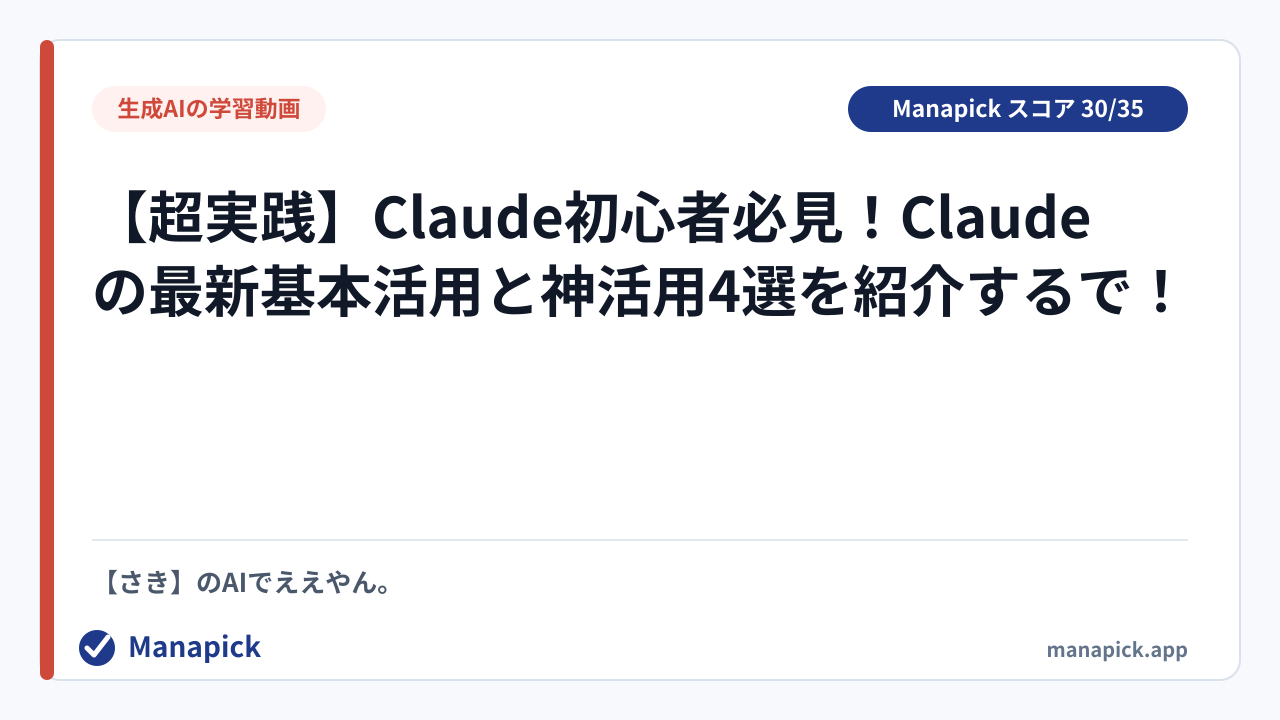 生成AIの学習動画
Manapick スコア 30/35
【超実践】Claude初心者必見！Claude
の最新基本活用と神活用4選を紹介するで！
【さき】のAIでええやん。
Manapick
manapick.app